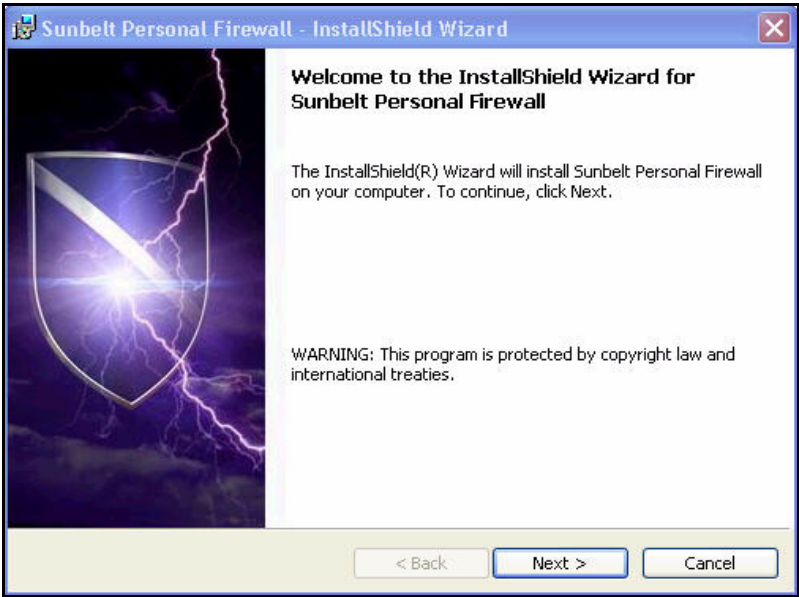 Sunbelt Personal Firewall - InstallShield Wizard
Welcome to the InstallShield Wizard for
Sunbelt Personal Firewall
The InstallShield(R) Wizard will install Sunbelt Personal Firewall
on your computer. To continue, click Next.
WARNING: This program is protected by copyright law and
international treaties.
< Back
Next >
Cancel